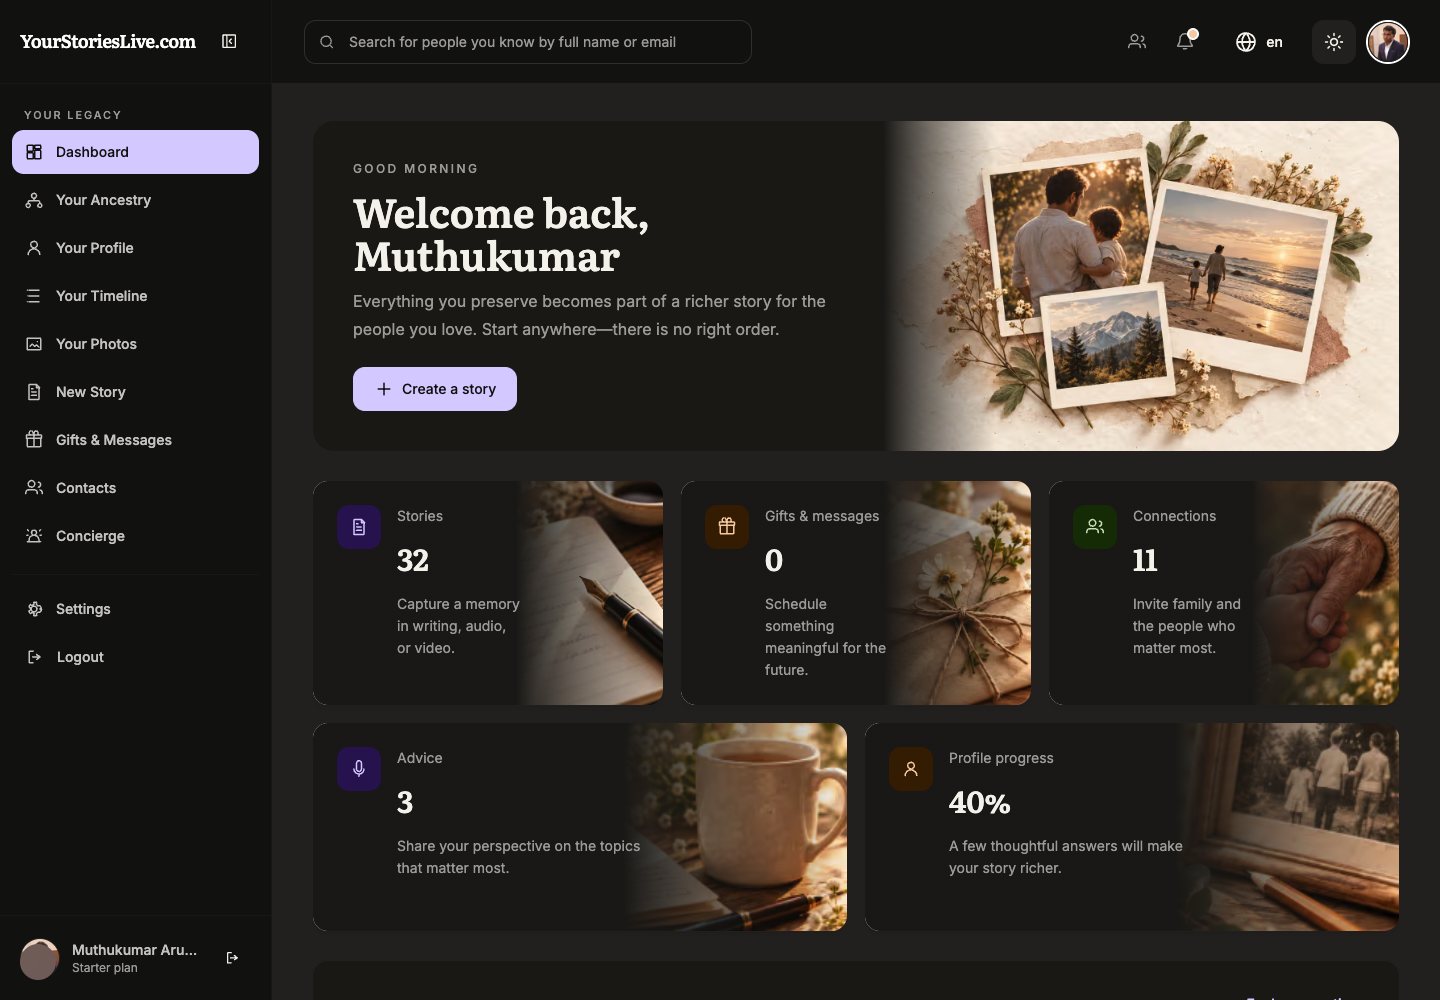 YourStoriesLive.com
Search for people you know by full name or email
en
YOUR LEGACY
Dashboard
Your Ancestry
Your Profile
Your Timeline
Your Photos
New Story
Gifts & Messages
Contacts
Concierge
Settings
Logout
Muthukumar Aru...
Starter plan
GOOD MORNING
Welcome back,
Muthukumar
Everything you preserve becomes part of a richer story for the
people you love. Start anywhere—there is no right order.
Create a story
Stories
32
Capture a memory
in writing, audio,
or video.
Gifts & messages
0
Schedule
something
meaningful for the
future.
Connections
11
Invite family and
the people who
matter most.
Advice
3
Share your perspective on the topics
that matter most.
Profile progress
40%
A few thoughtful answers will make
your story richer.